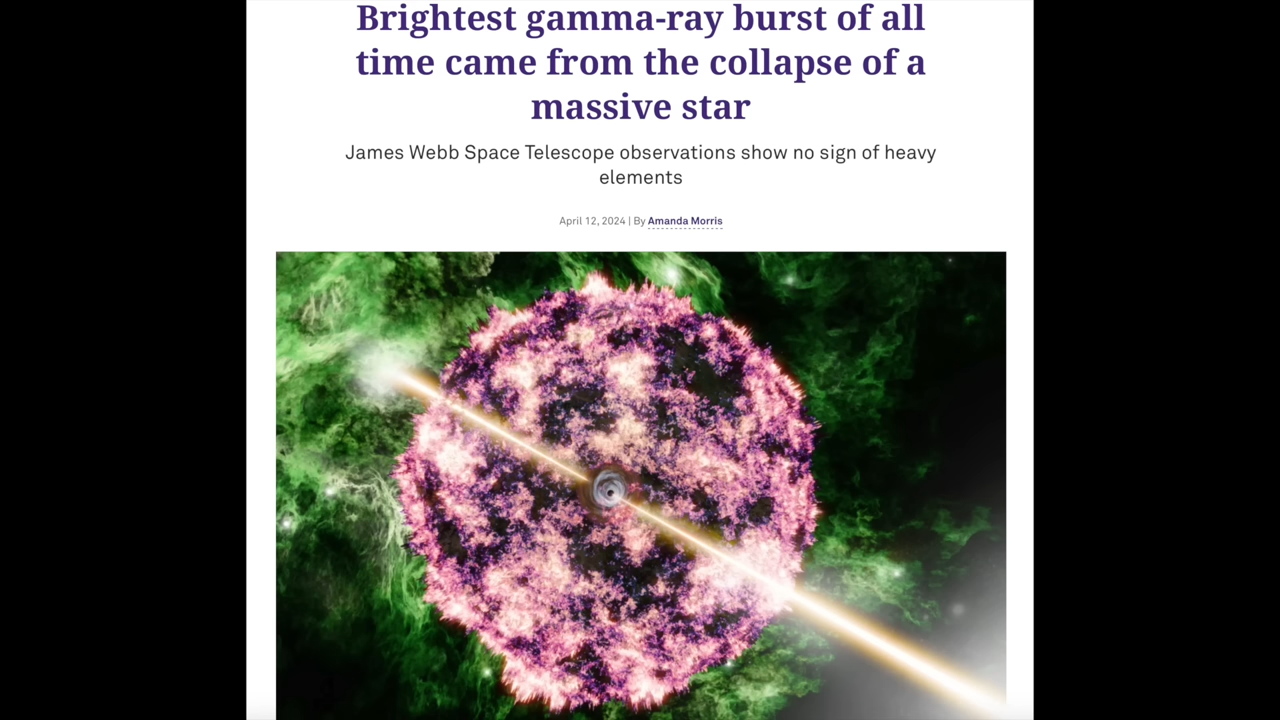 Brightest gamma-ray burst of all
time came from the collapse of a
massive star
James Webb Space Telescope observations show no sign of heavy
elements
April 12, 2024 | By Amanda Morris